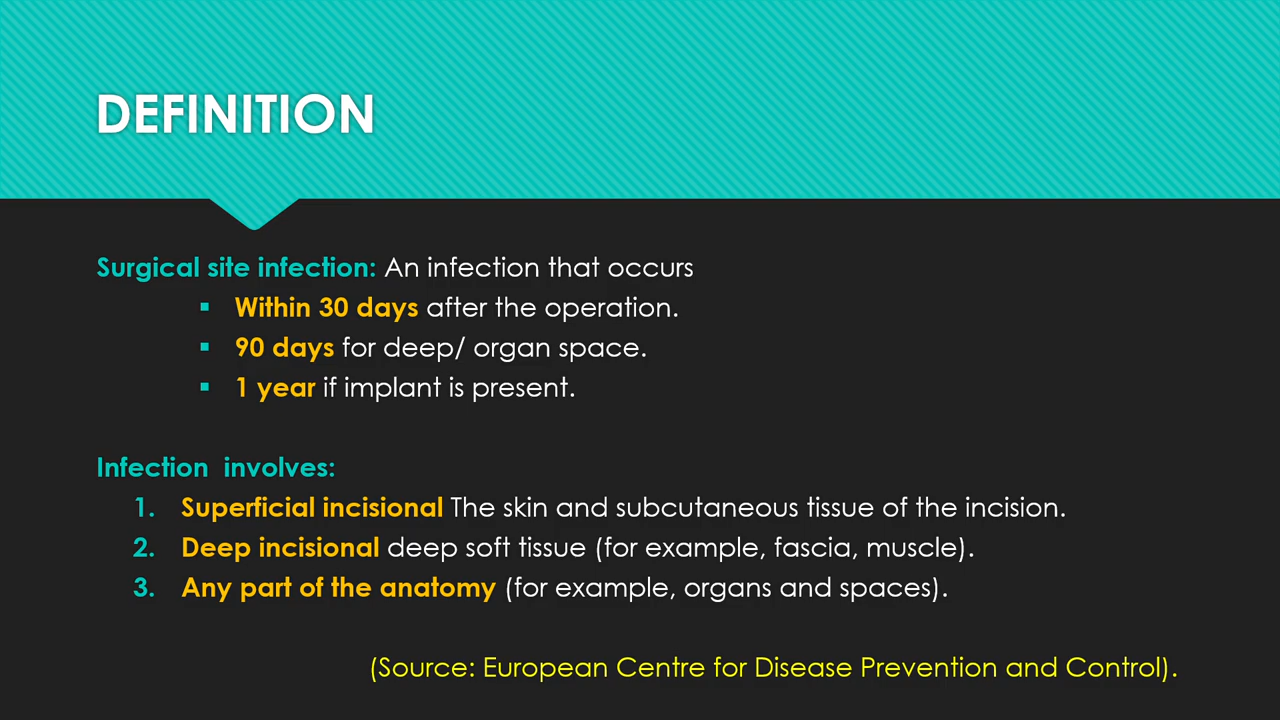 DEFINITION
Surgical site infection: An infection that occurs
▪ Within 30 days after the operation.
▪ 90 days for deep/ organ space.
▪ 1 year if implant is present.
Infection  involves:
1. Superficial incisional The skin and subcutaneous tissue of the incision.
2. Deep incisional deep soft tissue (for example, fascia, muscle).
3. Any part of the anatomy (for example, organs and spaces).
(Source: European Centre for Disease Prevention and Control).